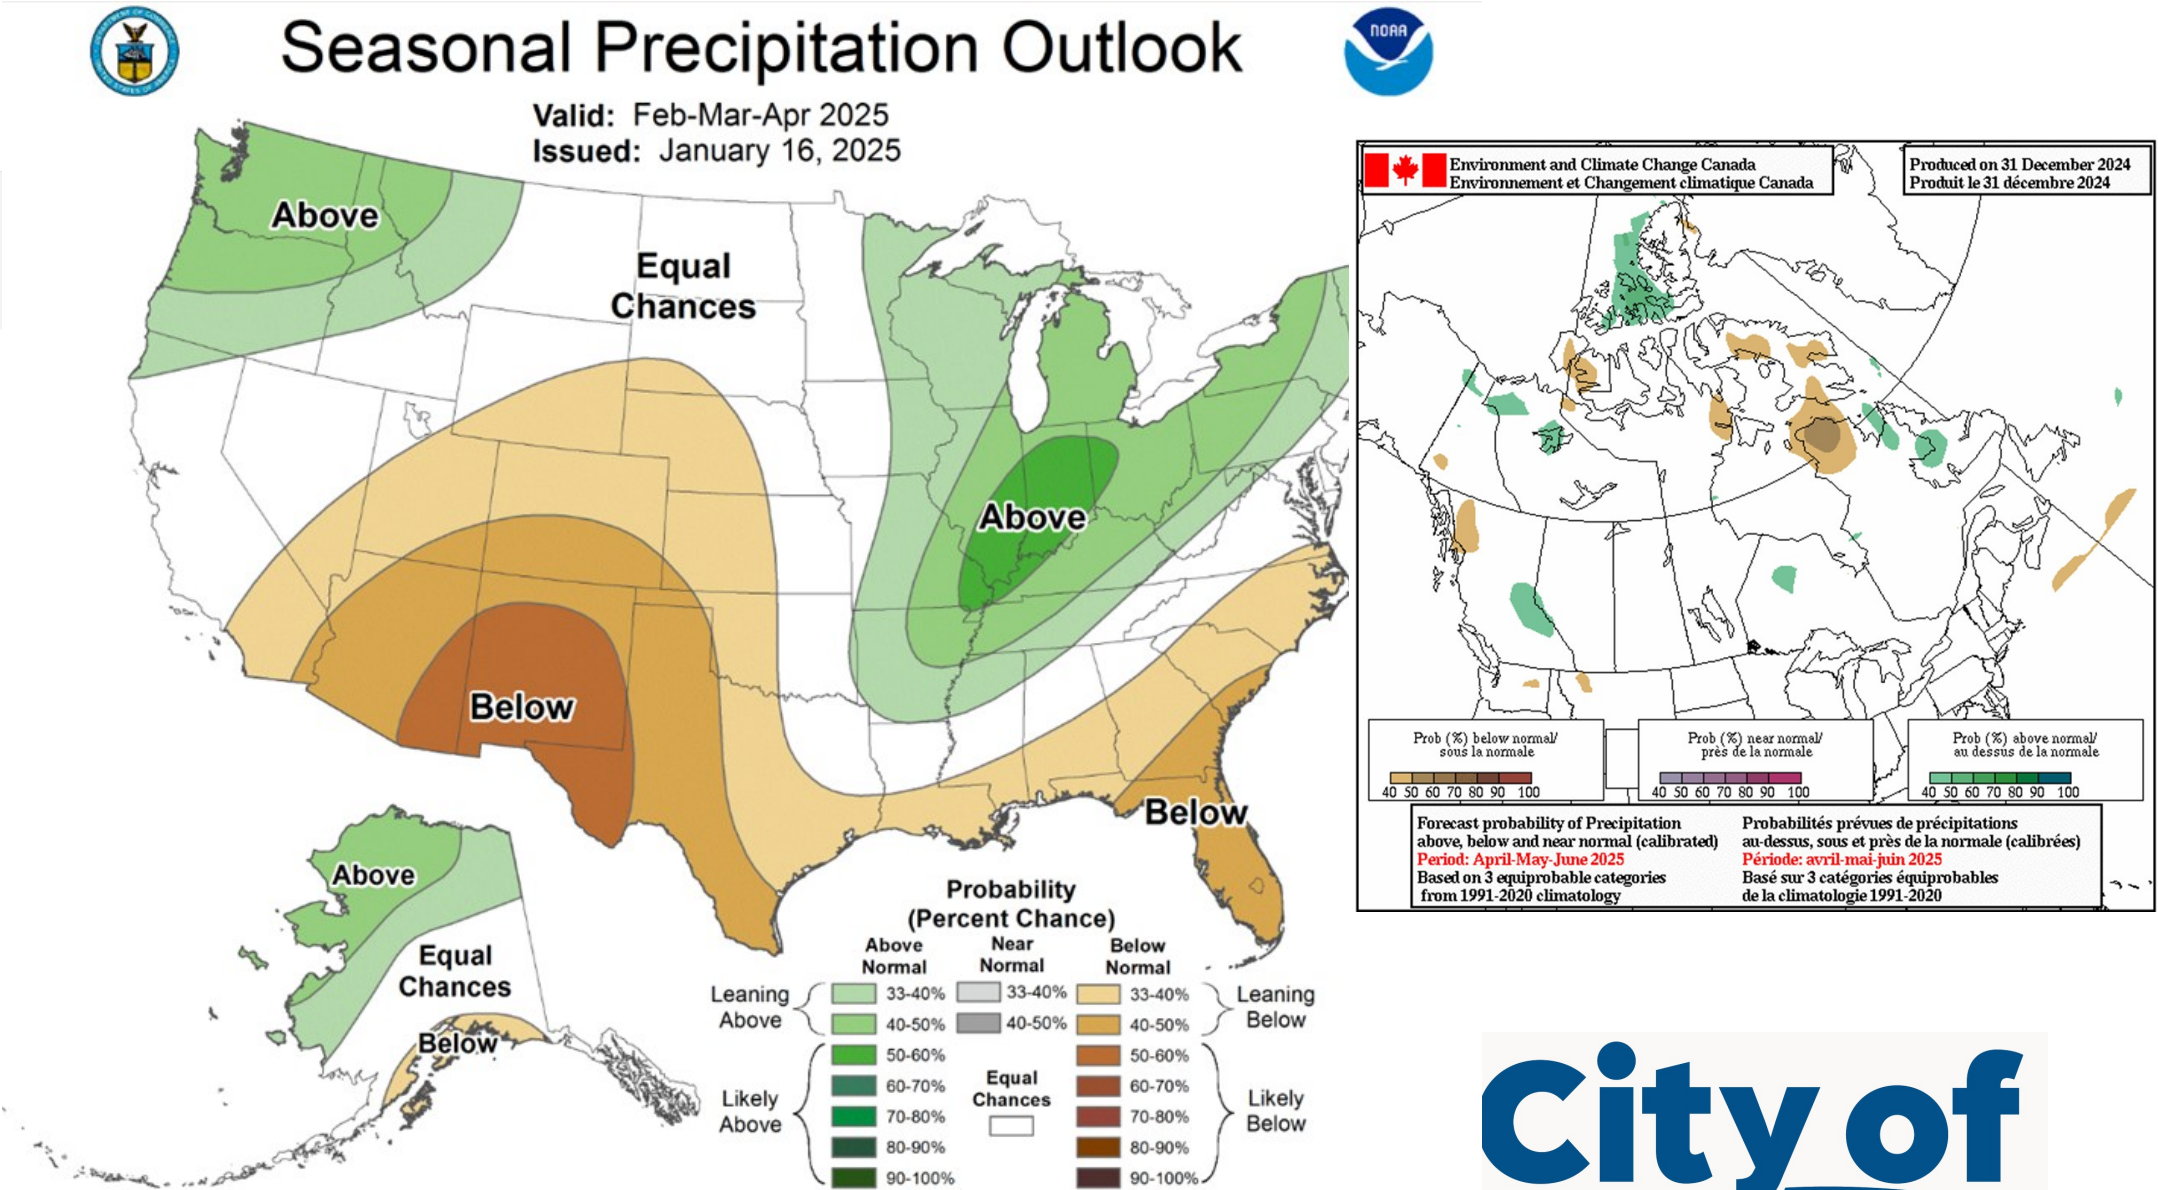 Seasonal Precipitation Outlook
NOAA
Valid: Feb-Mar-Apr 2025
Issued: January 16, 2025
Above
Equal
Chances
Above
Below
Below
Above
Equal
Chances
Below
Probability
(Percent Chance)
Above
Normal
Near
Normal
Below
Normal
Leaning
Above
33-40%
33-40%
33-40%
Leaning
Below
40-50%
40-50%
40-50%
Likely
Above
50-60%
50-60%
60-70%
60-70%
70-80%
70-80%
80-90%
80-90%
90-100%
90-100%
Equal
Chances
Likely
Below
Environment and Climate Change Canada
Environnement et Changement climatique Canada
Produced on 31 December 2024
Produit le 31 décembre 2024
Prob (%) below normal/
sous la normale
40 50 60 70 80 90 100
Prob (%) near normal/
près de la normale
40 50 60 70 80 90 100
Prob (%) above normal/
au dessus de la normale
40 50 60 70 80 90 100
Forecast probability of Precipitation
above, below and near normal (calibrated)
Period: April-May-June 2025
Based on 3 equiprobable categories
from 1991-2020 climatology
Probabilités prévues de précipitations
au-dessus, sous et près de la normale (calibrées)
Période: avril-mai-juin 2025
Basé sur 3 catégories équiprobables
de la climatologie 1991-2020
City of